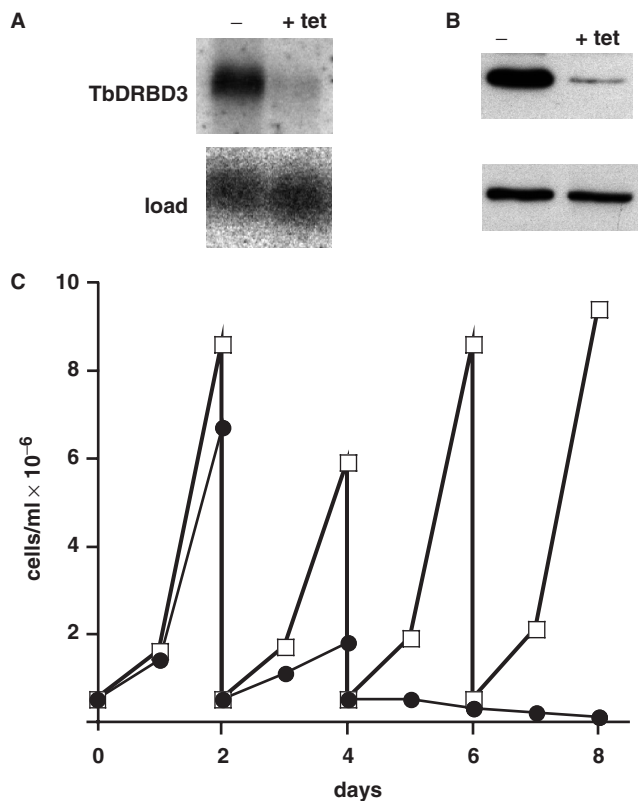 A
B
– + tet
– + tet
TbDRBD3
load
C
10
8
6
4
2
cells/ml × 10⁻⁶
0 2 4 6 8
days